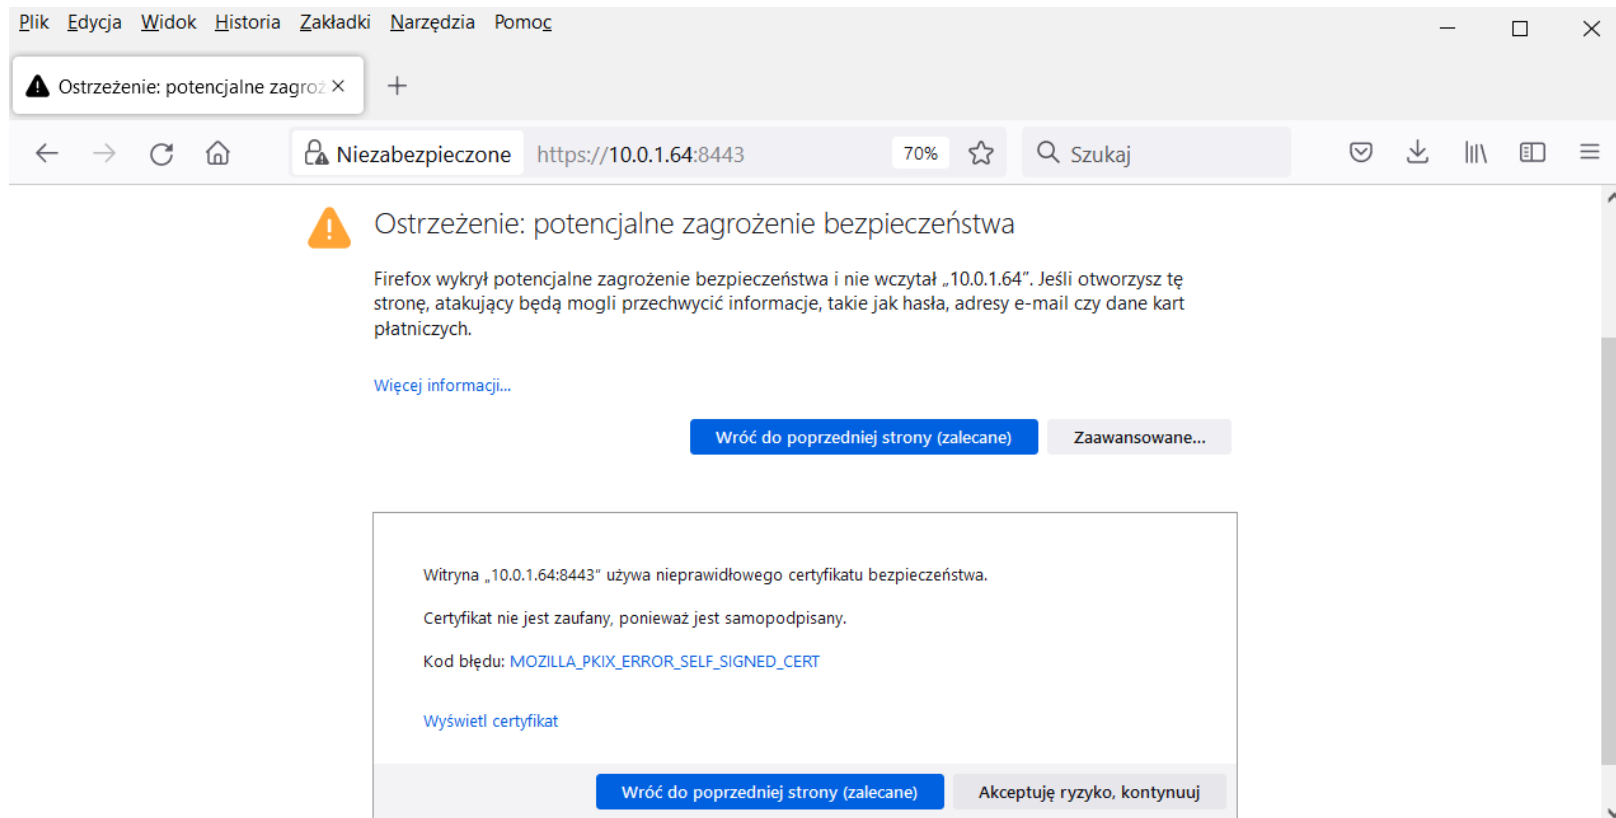 Plik Edycja Widok Historia Zakładki Narzędzia Pomoc
Ostrzeżenie: potencjalne zagroż
Niezabezpieczone https://10.0.1.64:8443 70% Szukaj
Ostrzeżenie: potencjalne zagrożenie bezpieczeństwa
Firefox wykrył potencjalne zagrożenie bezpieczeństwa i nie wczytał „10.0.1.64”. Jeśli otworzysz tę
stronę, atakujący będą mogli przechwycić informacje, takie jak hasła, adresy e-mail czy dane kart
płatniczych.
Więcej informacji...
Wróć do poprzedniej strony (zalecane) Zaawansowane...
Witryna „10.0.1.64:8443” używa nieprawidłowego certyfikatu bezpieczeństwa.
Certyfikat nie jest zaufany, ponieważ jest samopodpisany.
Kod błędu: MOZILLA_PKIX_ERROR_SELF_SIGNED_CERT
Wyświetl certyfikat
Wróć do poprzedniej strony (zalecane) Akceptuję ryzyko, kontynuuj